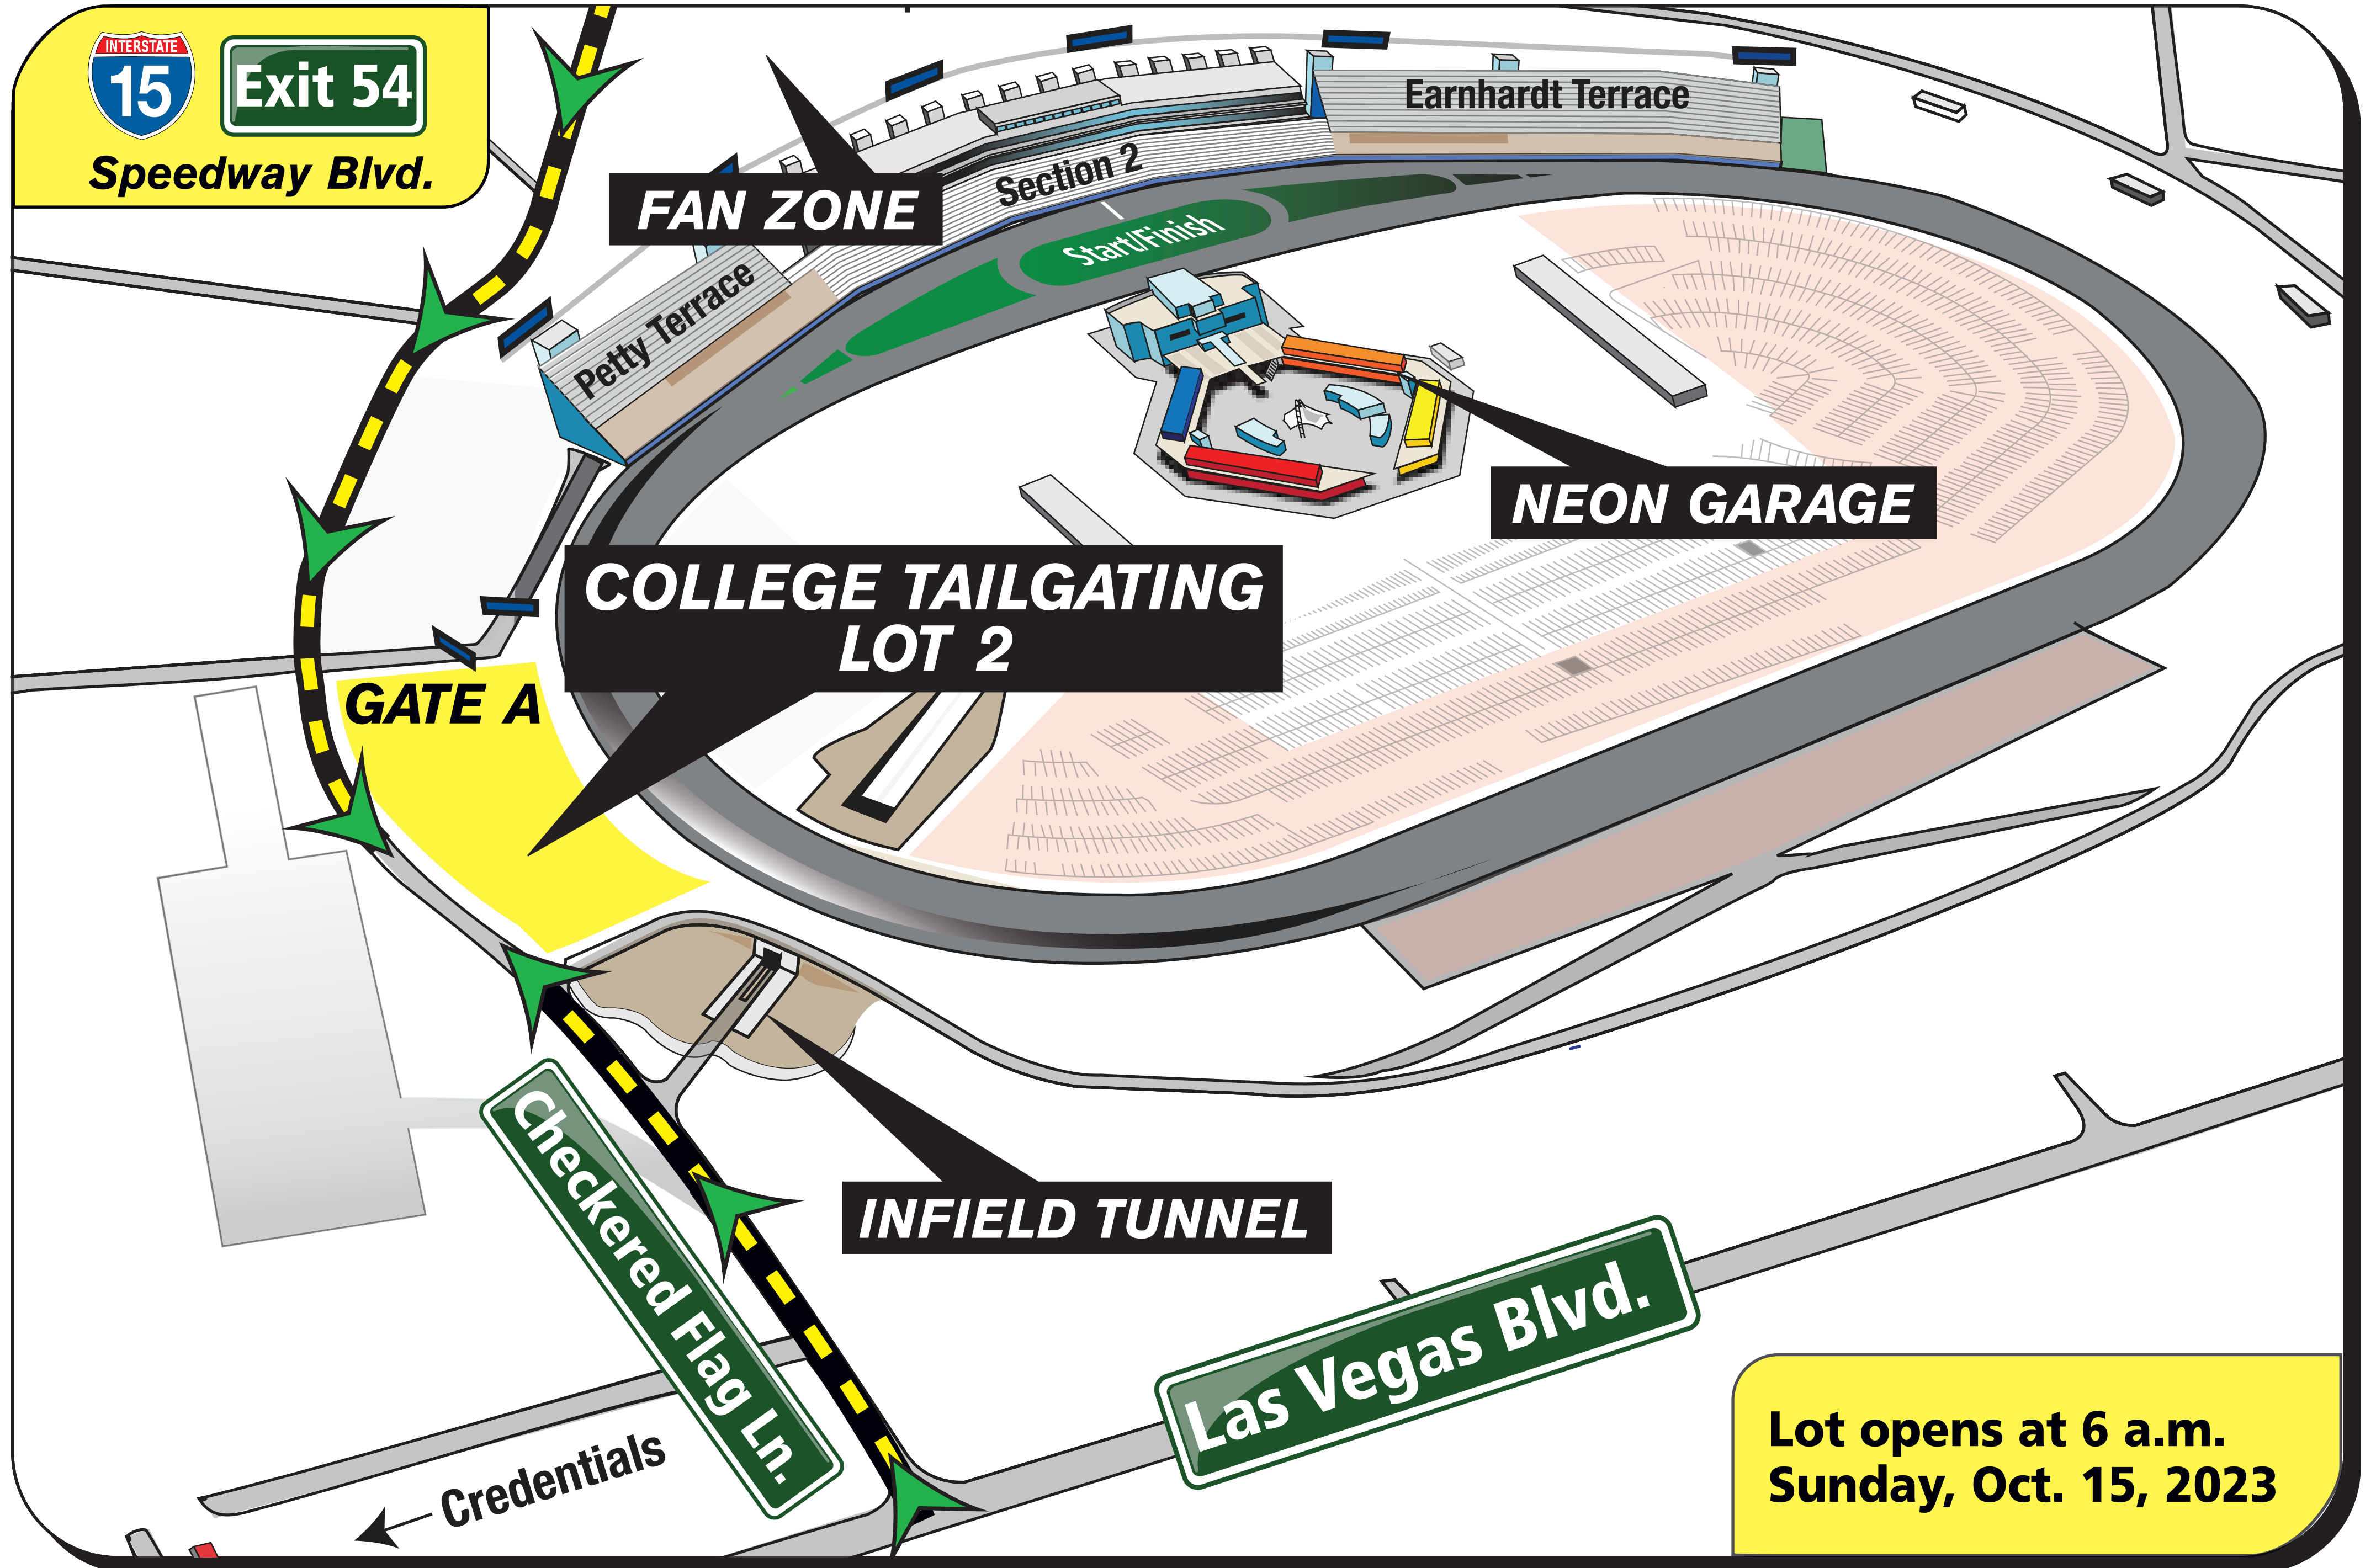 INTERSTATE
15
Exit 54
Speedway Blvd.
Earnhardt Terrace
Section 2
FAN ZONE
Start/Finish
Petty Terrace
NEON GARAGE
COLLEGE TAILGATING
LOT 2
GATE A
INFIELD TUNNEL
Checkered Flag Ln.
Las Vegas Blvd.
Credentials
Lot opens at 6 a.m.
Sunday, Oct. 15, 2023